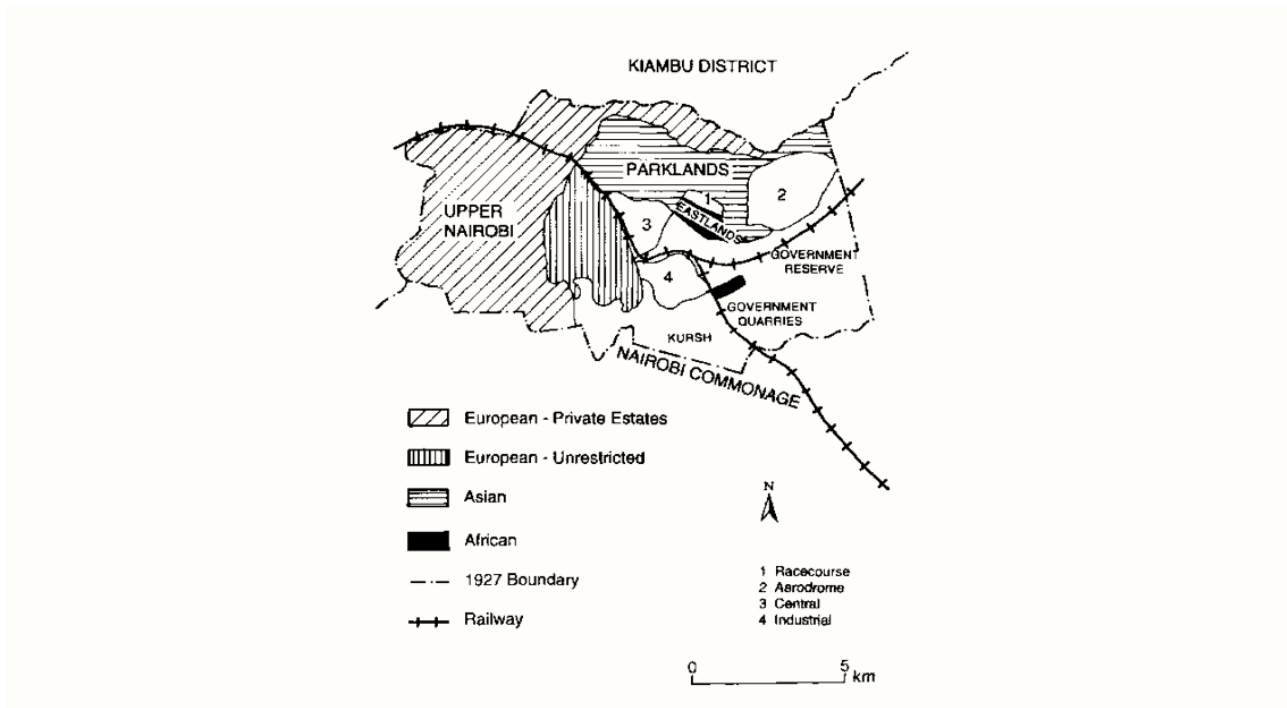 KIAMBU DISTRICT
PARKLANDS
UPPER
NAIROBI
1
2
3
EASTLANDS
4
GOVERNMENT
RESERVE
GOVERNMENT
QUARRIES
KURSH
NAIROBI COMMONAGE
European - Private Estates
European - Unrestricted
Asian
African
1927 Boundary
Railway
N
1 Racecourse
2 Aerodrome
3 Central
4 Industrial
0 5 km